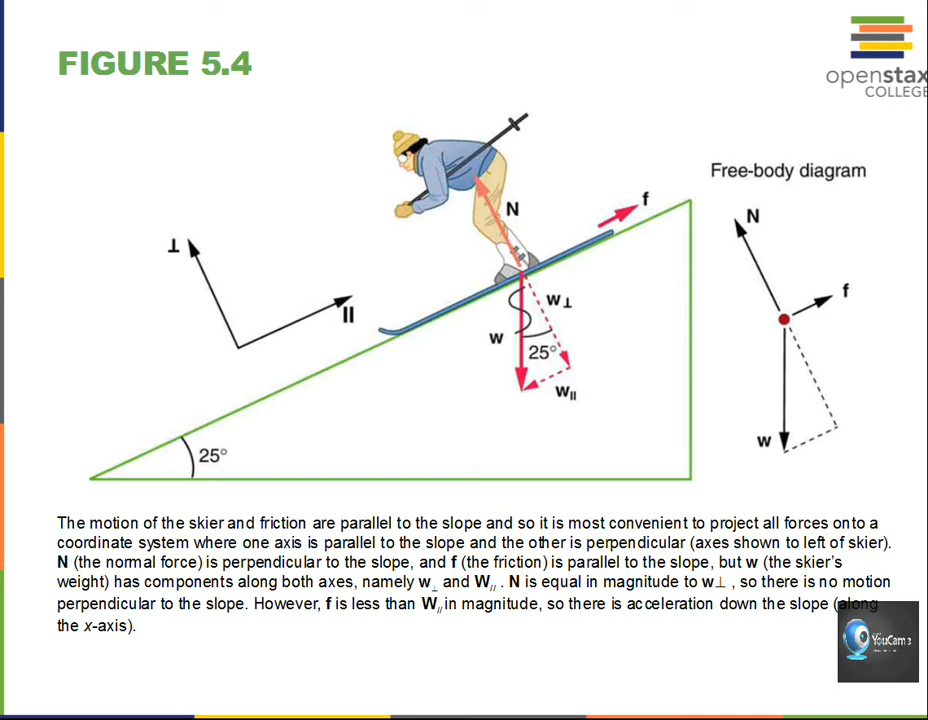 FIGURE 5.4
openstax
COLLEGE
Free-body diagram
N
f
⊥
||
N
w⊥
w
25°
w||
25°
N
f
w
The motion of the skier and friction are parallel to the slope and so it is most convenient to project all forces onto a
coordinate system where one axis is parallel to the slope and the other is perpendicular (axes shown to left of skier).
N (the normal force) is perpendicular to the slope, and f (the friction) is parallel to the slope, but w (the skier's
weight) has components along both axes, namely w⊥ and W// . N is equal in magnitude to w⊥ , so there is no motion
perpendicular to the slope. However, f is less than W// in magnitude, so there is acceleration down the slope (along
the x-axis).
YouCam 3